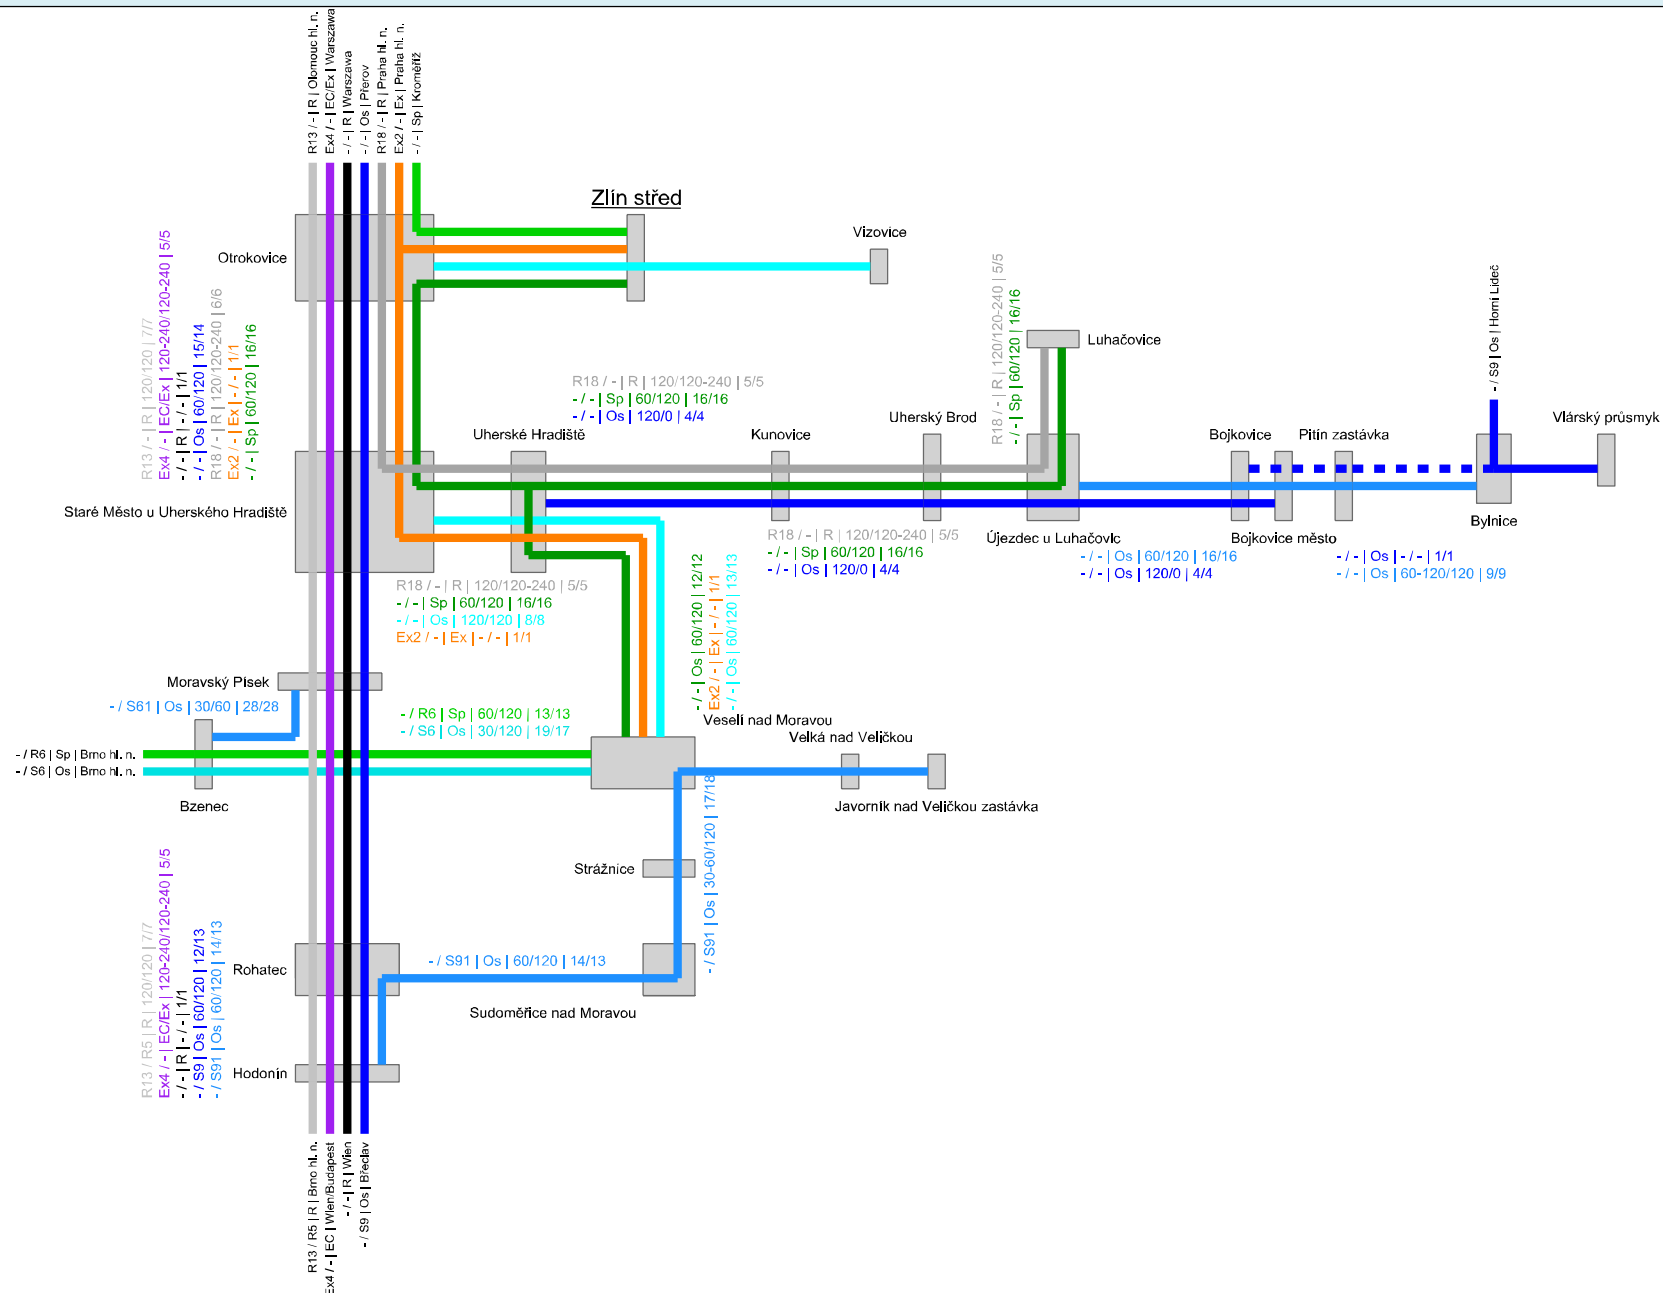 R13 / - | R | Olomouc hl. n.
Ex4 / - | EC/Ex | Warszawa
- / - | R | Warszawa
- / - | Os | Přerov
R18 / - | R | Praha hl. n.
Ex2 / - | Ex | Praha hl. n.
- / - | Sp | Kroměříž
Zlín střed
Vizovice
Otrokovice
R13 / - | R | 120/120 | 7/7
Ex4 / - | EC/Ex | 120-240/120-240 | 5/5
- / - | R | - / - | 1/1
- / - | Os | 60/120 | 15/14
R18 / - | R | 120/120-240 | 6/6
Ex2 / - | Ex | - / - | 1/1
- / - | Sp | 60/120 | 16/16
R18 / - | R | 120/120-240 | 5/5
- / - | Sp | 60/120 | 16/16
- / - | Os | 120/0 | 4/4
R18 / - | R | 120/120-240 | 5/5
- / - | Sp | 60/120 | 16/16
Luhačovice
- / S9 | Os | Horní Lideč
Uherské Hradiště
Kunovice
Uherský Brod
Bojkovice
Pitín zastávka
Vlárský průsmyk
Staré Město u Uherského Hradiště
Újezdec u Luhačovic
Bojkovice město
Bylnice
R18 / - | R | 120/120-240 | 5/5
- / - | Sp | 60/120 | 16/16
- / - | Os | 120/0 | 4/4
- / - | Os | 60/120 | 16/16
- / - | Os | 120/0 | 4/4
- / - | Os | - / - | 1/1
- / - | Os | 60-120/120 | 9/9
R18 / - | R | 120/120-240 | 5/5
- / - | Sp | 60/120 | 16/16
- / - | Os | 120/120 | 8/8
Ex2 / - | Ex | - / - | 1/1
- / - | Os | 60/120 | 12/12
Ex2 / - | Ex | - / - | 1/1
- / - | Os | 60/120 | 13/13
Moravský Písek
- / S61 | Os | 30/60 | 28/28
- / R6 | Sp | 60/120 | 13/13
- / S6 | Os | 30/120 | 19/17
Veselí nad Moravou
Velká nad Veličkou
- / R6 | Sp | Brno hl. n.
- / S6 | Os | Brno hl. n.
Bzenec
Javorník nad Veličkou zastávka
- / S91 | Os | 30-60/120 | 17/18
Strážnice
R13 / R5 | R | 120/120 | 7/7
Ex4 / - | EC/Ex | 120-240/120-240 | 5/5
- / - | R | - / - | 1/1
- / S9 | Os | 60/120 | 12/13
- / S91 | Os | 60/120 | 14/13
Rohatec
- / S91 | Os | 60/120 | 14/13
Sudoměřice nad Moravou
Hodonín
R13 / R5 | R | Brno hl. n.
Ex4 / - | EC | Wien/Budapest
- / - | R | Wien
- / S9 | Os | Břeclav